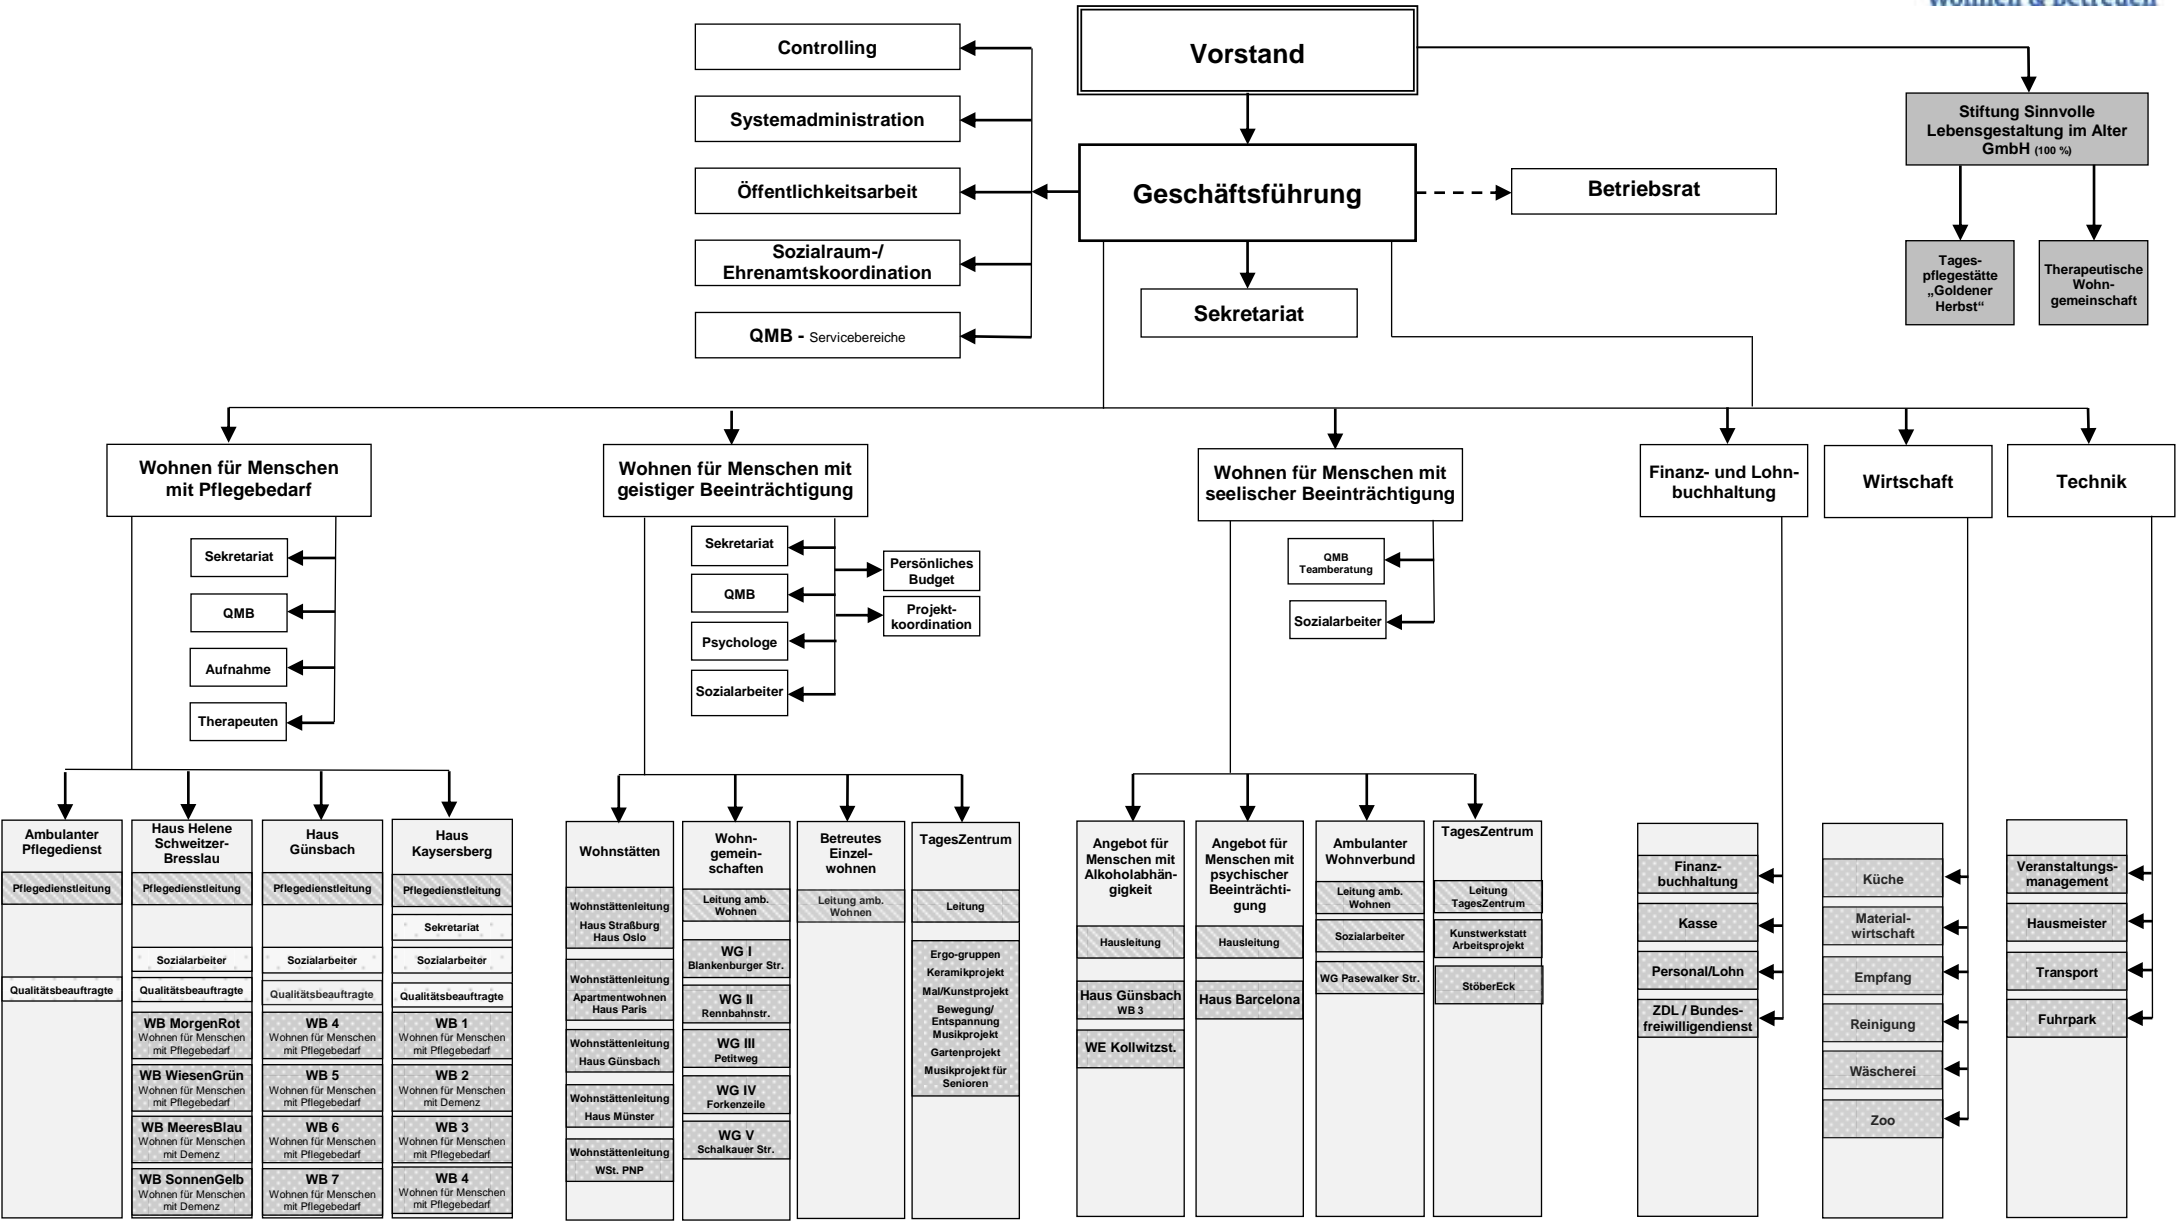 Wohnen & Betreuen
Controlling
Systemadministration
Öffentlichkeitsarbeit
Sozialraum-/
Ehrenamtskoordination
QMB - Servicebereiche
Vorstand
Geschäftsführung
Sekretariat
Betriebsrat
Stiftung Sinnvolle
Lebensgestaltung im Alter
GmbH (100 %)
Tages-
pflegestätte
„Goldener
Herbst“
Therapeutische
Wohn-
gemeinschaft
Wohnen für Menschen
mit Pflegebedarf
Sekretariat
QMB
Aufnahme
Therapeuten
Wohnen für Menschen mit
geistiger Beeinträchtigung
Sekretariat
QMB
Psychologe
Sozialarbeiter
Persönliches
Budget
Projekt-
koordination
Wohnen für Menschen mit
seelischer Beeinträchtigung
QMB
Teamberatung
Sozialarbeiter
Finanz- und Lohn-
buchhaltung
Wirtschaft
Technik
Ambulanter
Pflegedienst
Pflegedienstleitung
Qualitätsbeauftragte
Haus Helene
Schweitzer-
Bresslau
Pflegedienstleitung
Sozialarbeiter
Qualitätsbeauftragte
WB MorgenRot
Wohnen für Menschen
mit Pflegebedarf
WB WiesenGrün
Wohnen für Menschen
mit Pflegebedarf
WB MeeresBlau
Wohnen für Menschen
mit Demenz
WB SonnenGelb
Wohnen für Menschen
mit Demenz
Haus
Günsbach
Pflegedienstleitung
Sozialarbeiter
Qualitätsbeauftragte
WB 4
Wohnen für Menschen
mit Pflegebedarf
WB 5
Wohnen für Menschen
mit Pflegebedarf
WB 6
Wohnen für Menschen
mit Pflegebedarf
WB 7
Wohnen für Menschen
mit Pflegebedarf
Haus
Kaysersberg
Pflegedienstleitung
Sekretariat
Sozialarbeiter
Qualitätsbeauftragte
WB 1
Wohnen für Menschen
mit Pflegebedarf
WB 2
Wohnen für Menschen
mit Demenz
WB 3
Wohnen für Menschen
mit Pflegebedarf
WB 4
Wohnen für Menschen
mit Pflegebedarf
Wohnstätten
Wohnstättenleitung
Haus Straßburg
Haus Oslo
Wohnstättenleitung
Apartmentwohnen
Haus Paris
Wohnstättenleitung
Haus Günsbach
Wohnstättenleitung
Haus Münster
Wohnstättenleitung
WSt. PNP
Wohn-
gemein-
schaften
Leitung amb.
Wohnen
WG I
Blankenburger Str.
WG II
Rennbahnstr.
WG III
Petitweg
WG IV
Forkenzeile
WG V
Schalkauer Str.
Betreutes
Einzel-
wohnen
Leitung amb.
Wohnen
TagesZentrum
Leitung
Ergo-gruppen
Keramikprojekt
Mal/Kunstprojekt
Bewegung/
Entspannung
Musikprojekt
Gartenprojekt
Musikprojekt für
Senioren
Angebot für
Menschen mit
Alkoholabhän-
gigkeit
Hausleitung
Haus Günsbach
WB 3
WE Kollwitzst.
Angebot für
Menschen mit
psychischer
Beeinträchti-
gung
Hausleitung
Haus Barcelona
Ambulanter
Wohnverbund
Leitung amb.
Wohnen
Sozialarbeiter
WG Pasewalker Str.
TagesZentrum
Leitung
TagesZentrum
Kunstwerkstatt
Arbeitsprojekt
StöberEck
Finanz-
buchhaltung
Kasse
Personal/Lohn
ZDL / Bundes-
freiwilligendienst
Küche
Material-
wirtschaft
Empfang
Reinigung
Wäscherei
Zoo
Veranstaltungs-
management
Hausmeister
Transport
Fuhrpark